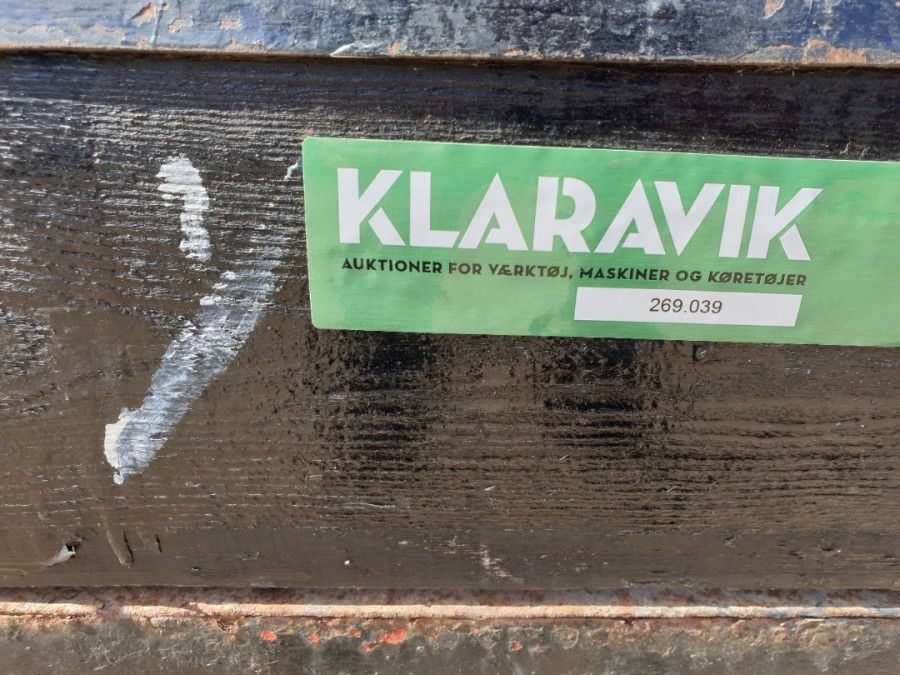 KLARAVIK
AUKTIONER FOR VÆRKTØJ, MASKINER OG KØRETØJER
269.039